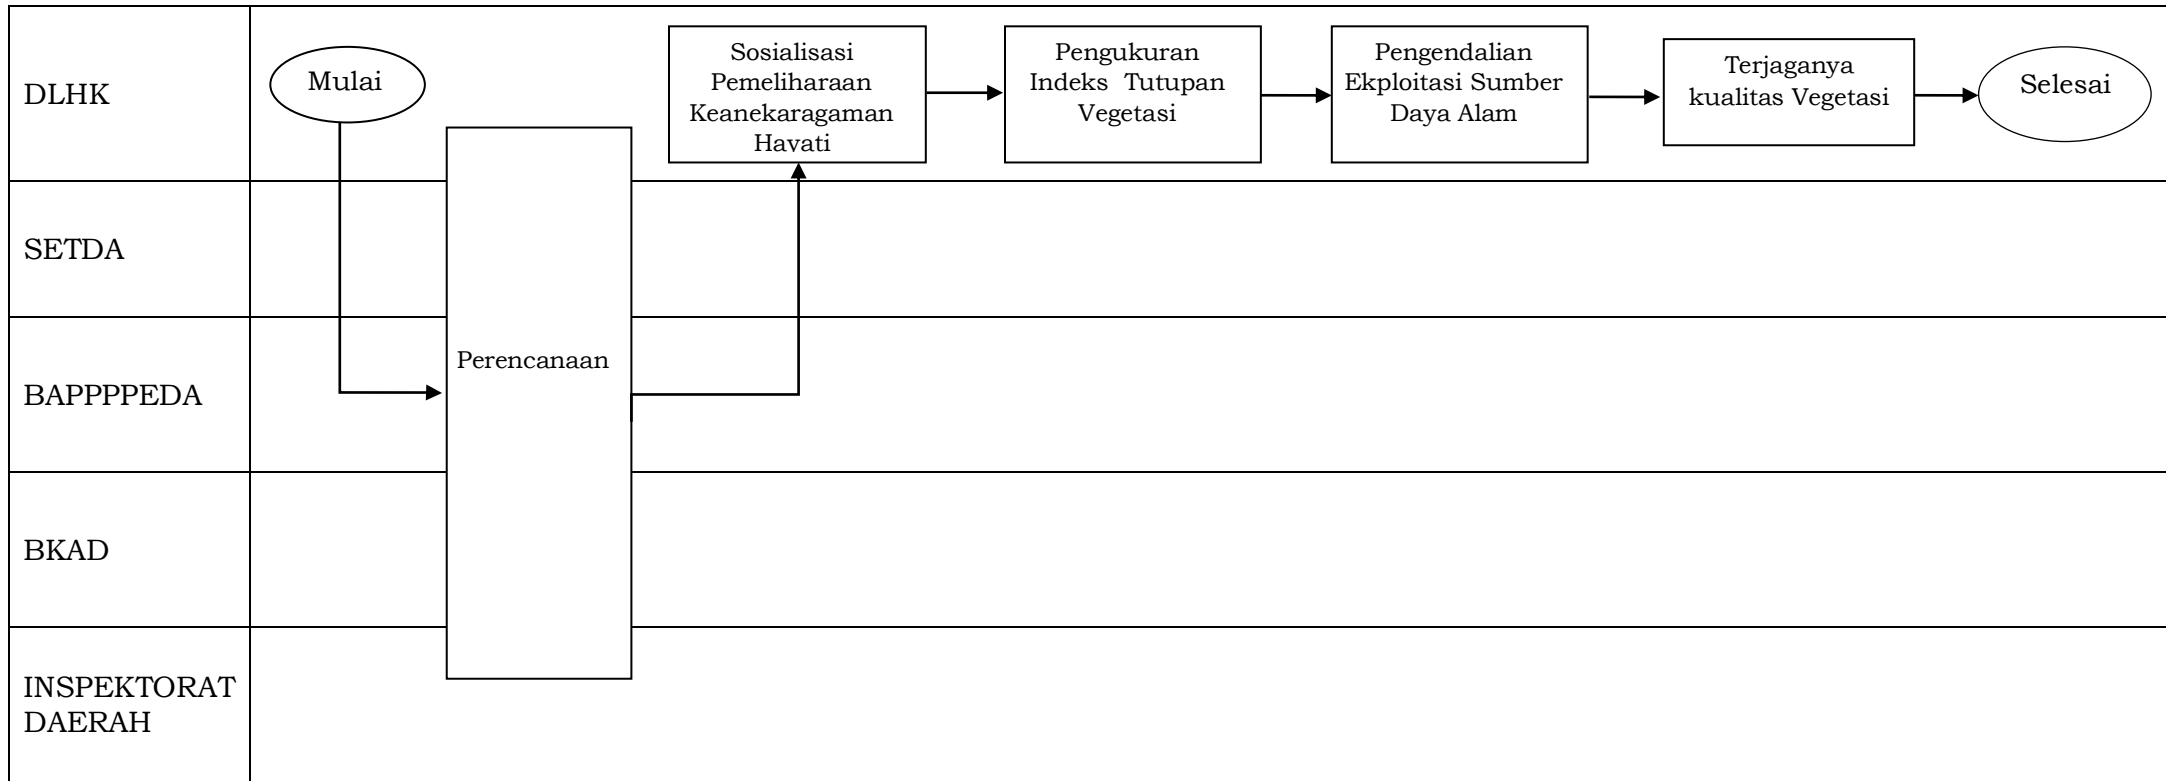 DLHK
Mulai
Sosialisasi
Pemeliharaan
Keanekaragaman
Havati
Pengukuran
Indeks Tutupan
Vegetasi
Pengendalian
Ekploitasi Sumber
Daya Alam
Terjaganya
kualitas Vegetasi
Selesai
SETDA
BAPPPPEDA
Perencanaan
BKAD
INSPEKTORAT
DAERAH